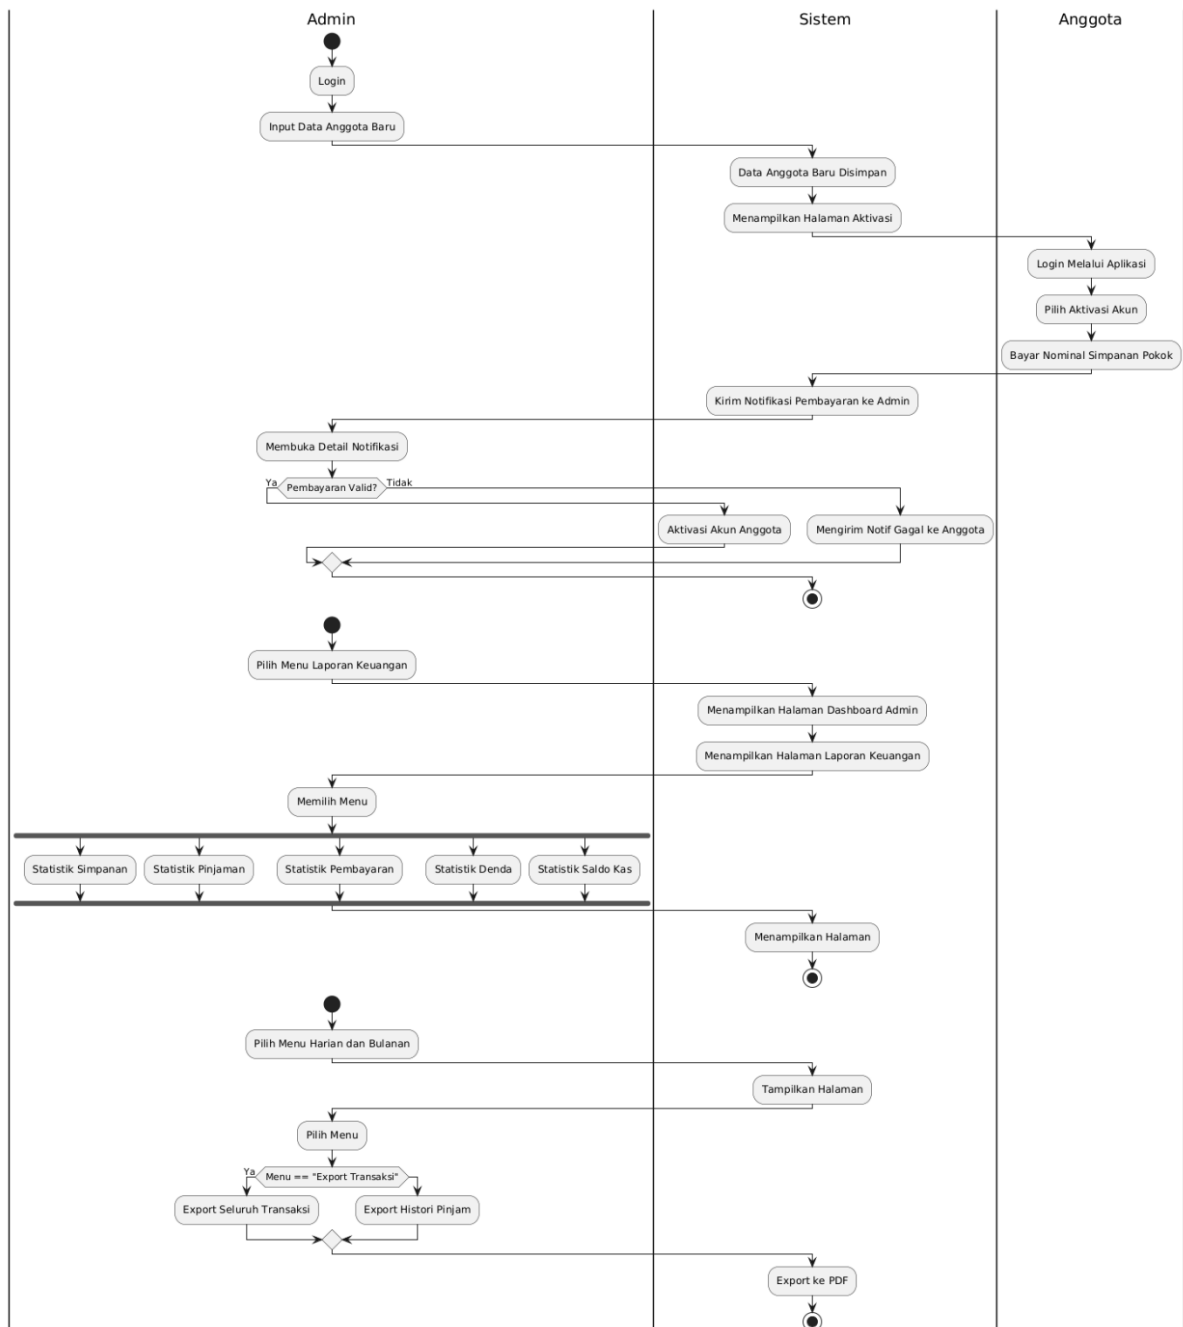 Admin
Sistem
Anggota
Login
Input Data Anggota Baru
Data Anggota Baru Disimpan
Menampilkan Halaman Aktivasi
Login Melalui Aplikasi
Pilih Aktivasi Akun
Bayar Nominal Simpanan Pokok
Kirim Notifikasi Pembayaran ke Admin
Membuka Detail Notifikasi
Ya
Pembayaran Valid?
Tidak
Aktivasi Akun Anggota
Mengirim Notif Gagal ke Anggota
Pilih Menu Laporan Keuangan
Menampilkan Halaman Dashboard Admin
Menampilkan Halaman Laporan Keuangan
Memilih Menu
Statistik Simpanan
Statistik Pinjaman
Statistik Pembayaran
Statistik Denda
Statistik Saldo Kas
Menampilkan Halaman
Pilih Menu Harian dan Bulanan
Tampilkan Halaman
Pilih Menu
Ya
Menu == "Export Transaksi"
Export Seluruh Transaksi
Export Histori Pinjam
Export ke PDF